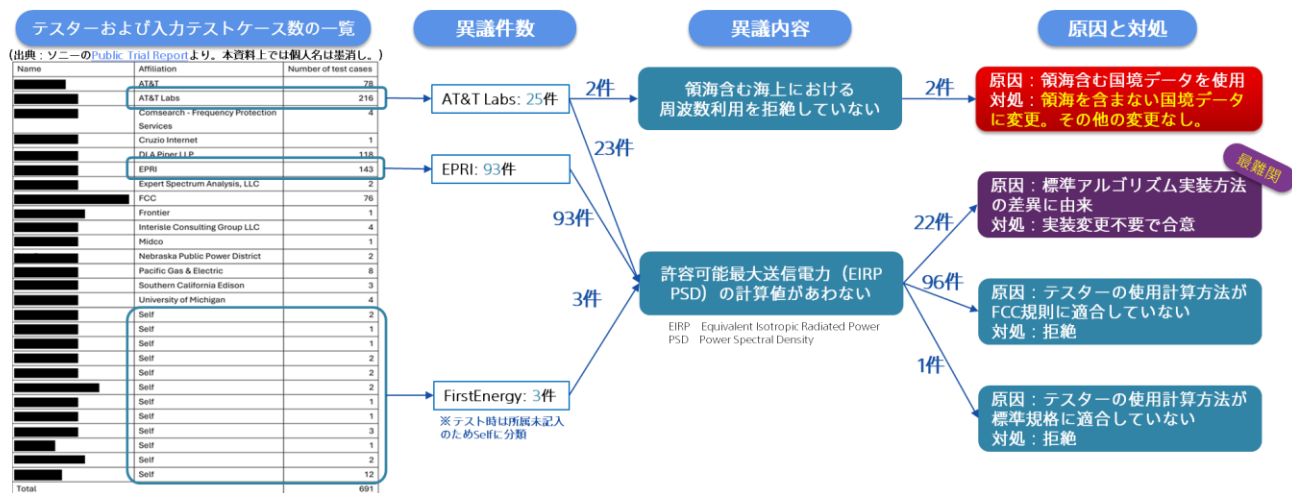 テスターおよび入力テストケース数の一覧
(出典：ソニーのPublic Trial Reportより。本資料上では個人名は墨消し。)
Name Affiliation Number of test cases
AT&T 78
AT&T Labs 216
Comsearch - Frequency Protection
Services 4
Cruzio Internet 1
DLA Piper LLP 118
EPRI 143
Expert Spectrum Analysis, LLC 2
FCC 76
Frontier 1
Interisle Consulting Group LLC 4
Midco 1
Nebraska Public Power District 2
Pacific Gas & Electric 8
Southern California Edison 3
University of Michigan 4
Self 2
Self 1
Self 1
Self 2
Self 2
Self 2
Self 1
Self 1
Self 3
Self 1
Self 2
Self 12
Total 691
異議件数
AT&T Labs: 25件
EPRI: 93件
FirstEnergy: 3件
※テスト時は所属未記入
のためSelfに分類
2件
23件
93件
3件
異議内容
領海含む海上における
周波数利用を拒絶していない
許容可能最大送信電力（EIRP
PSD）の計算値があわない
EIRP Equivalent Isotropic Radiated Power
PSD Power Spectral Density
2件
22件
96件
1件
原因と対処
原因：領海含む国境データを使用
対処：領海を含まない国境データ
に変更。その他の変更なし。
最難関
原因：標準アルゴリズム実装方法
の差異に由来
対処：実装変更不要で合意
原因：テスターの使用計算方法が
FCC規則に適合していない
対処：拒絶
原因：テスターの使用計算方法が
標準規格に適合していない
対処：拒絶